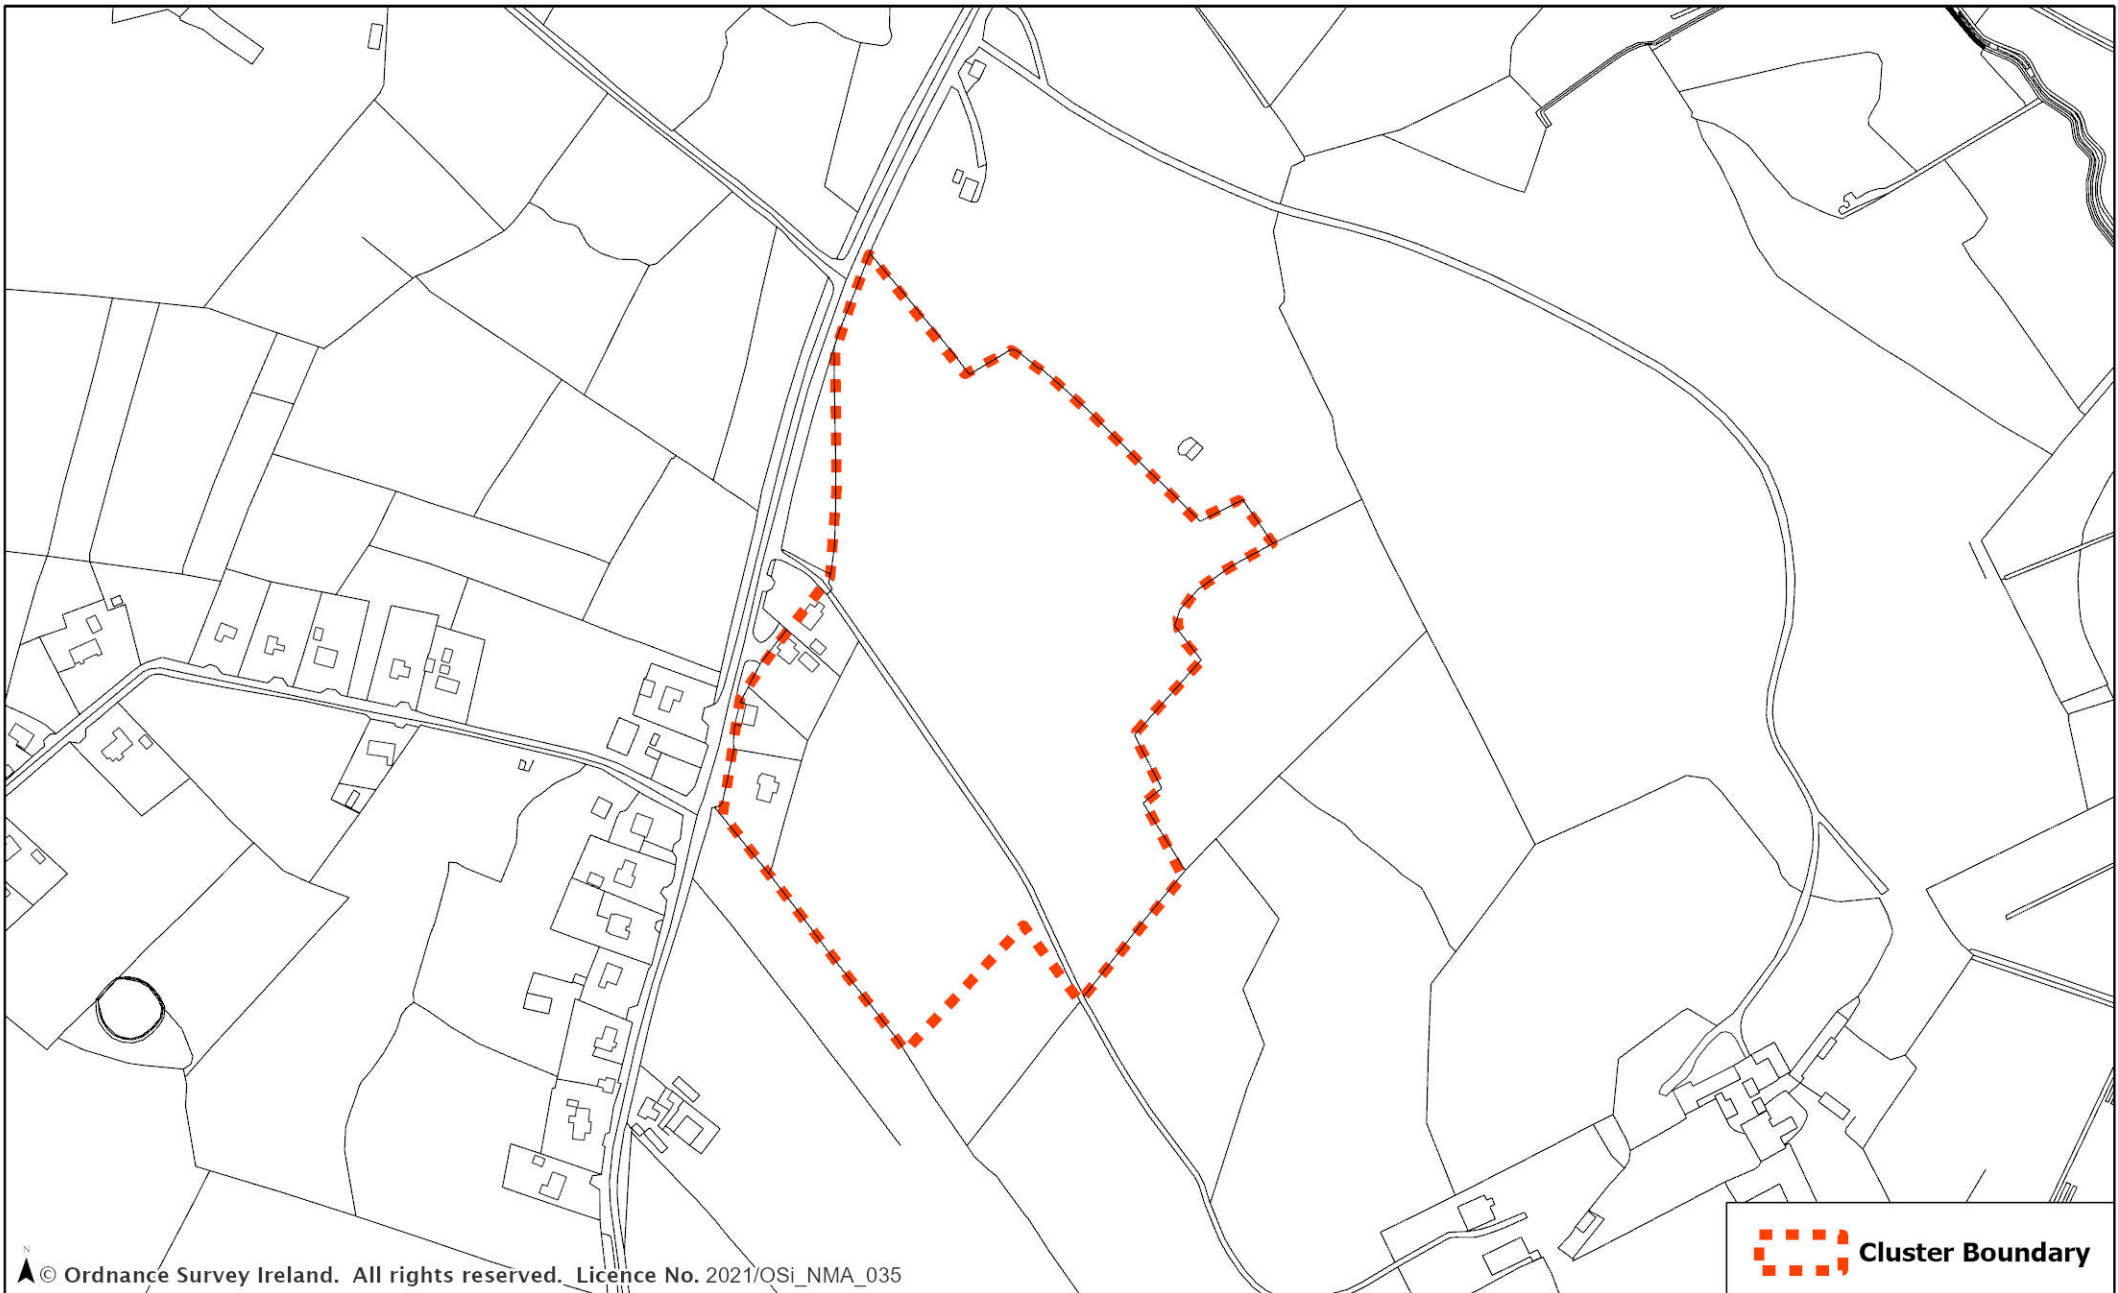 N
© Ordnance Survey Ireland. All rights reserved. Licence No. 2021/OSi_NMA_035
Cluster Boundary